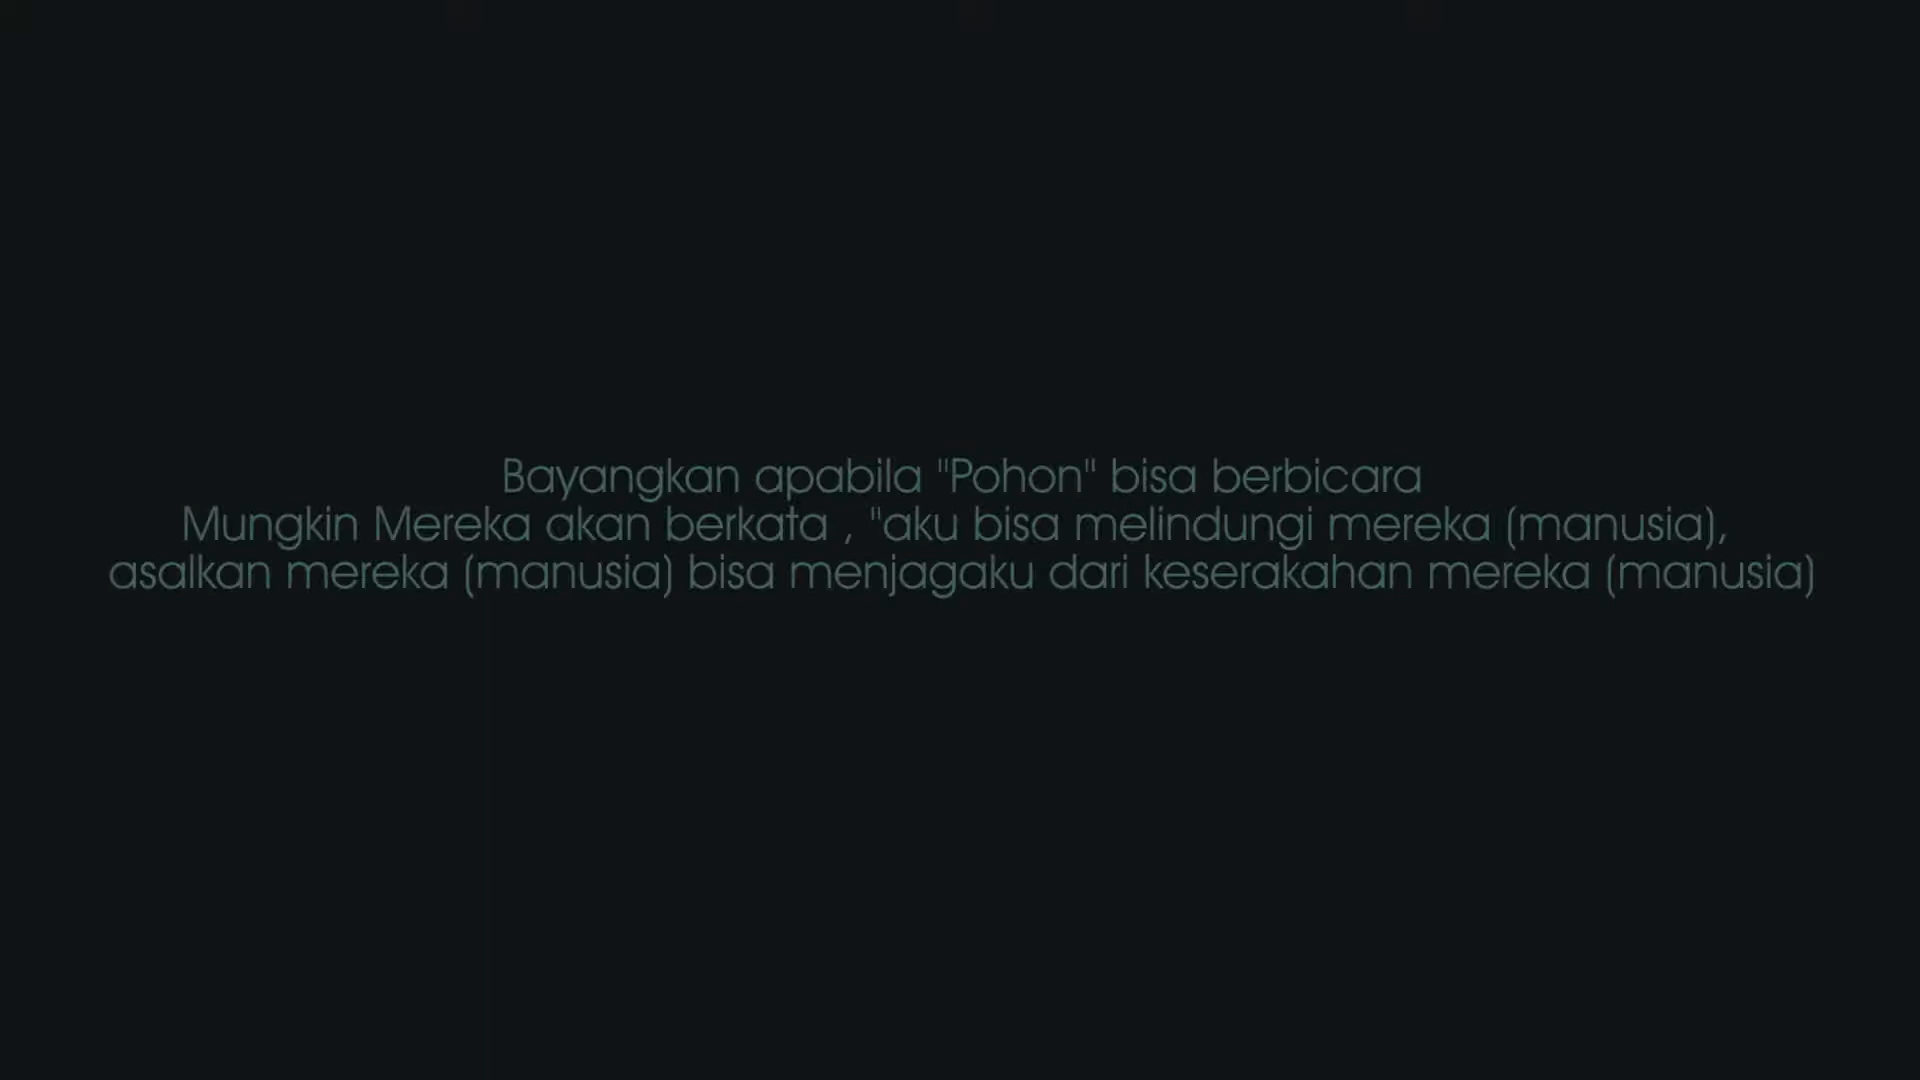 Bayangkan apabila "Pohon" bisa berbicara
Mungkin Mereka akan berkata , "aku bisa melindungi mereka (manusia),
asalkan mereka (manusia) bisa menjagaku dari keserakahan mereka (manusia)